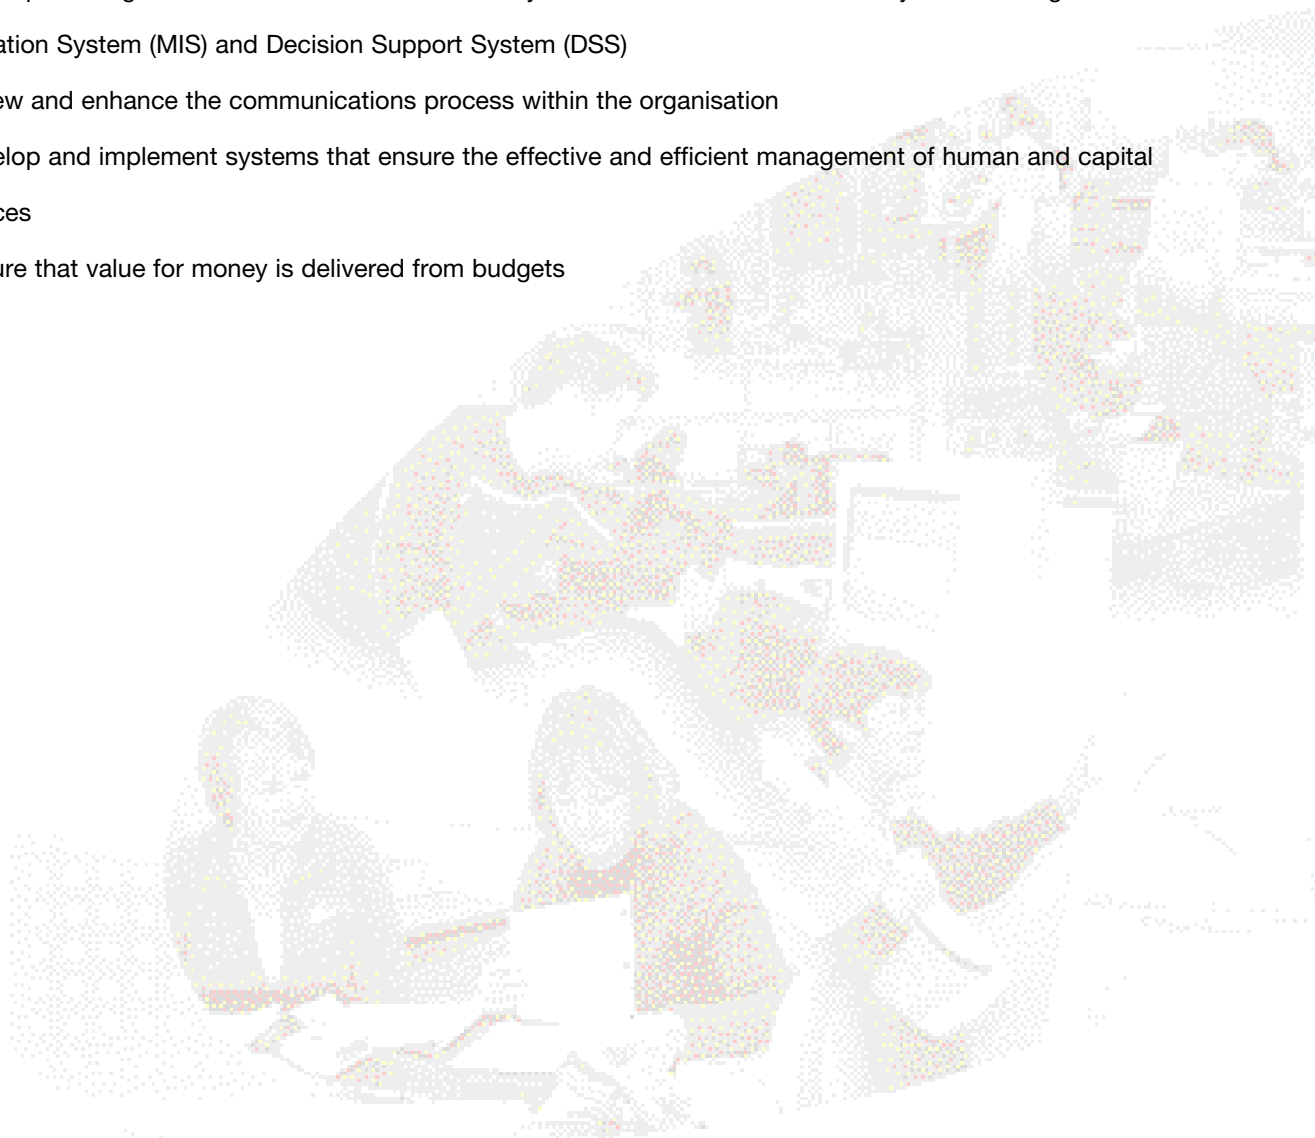 ation System (MIS) and Decision Support System (DSS)
ew and enhance the communications process within the organisation
elop and implement systems that ensure the effective and efficient management of human and capital
ces
ure that value for money is delivered from budgets